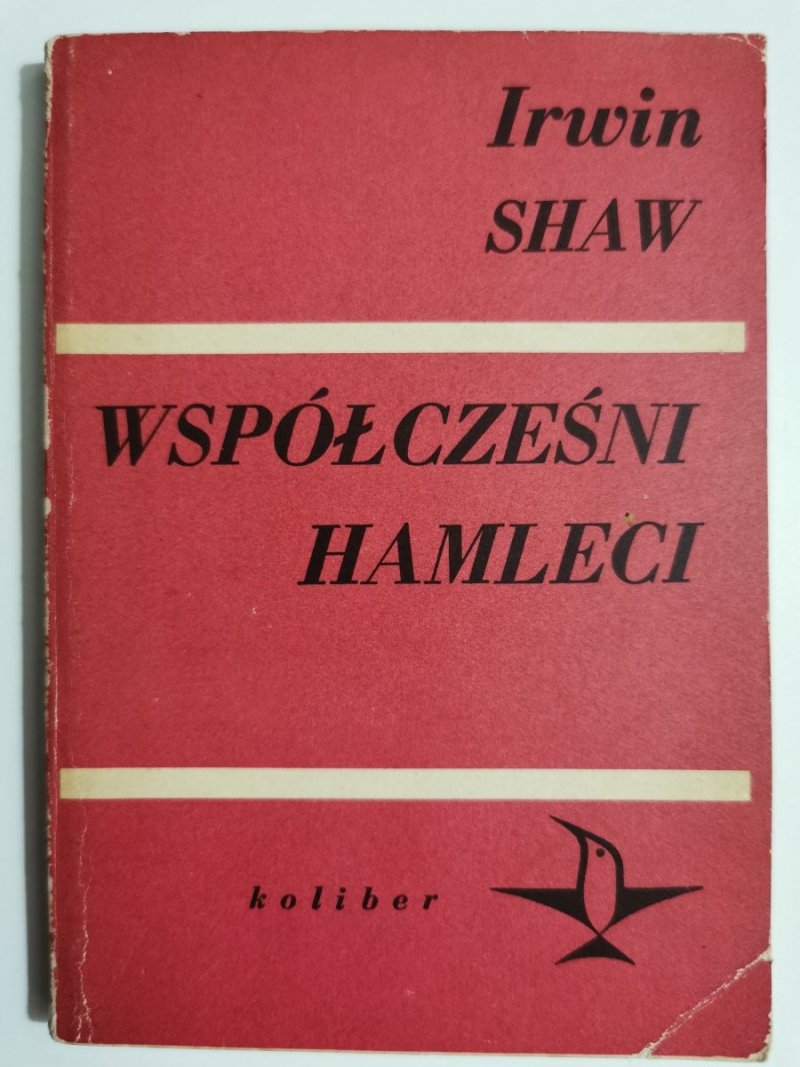 Irwin
SHAW
WSPÓŁCZEŚNI
HAMLECI
koliber